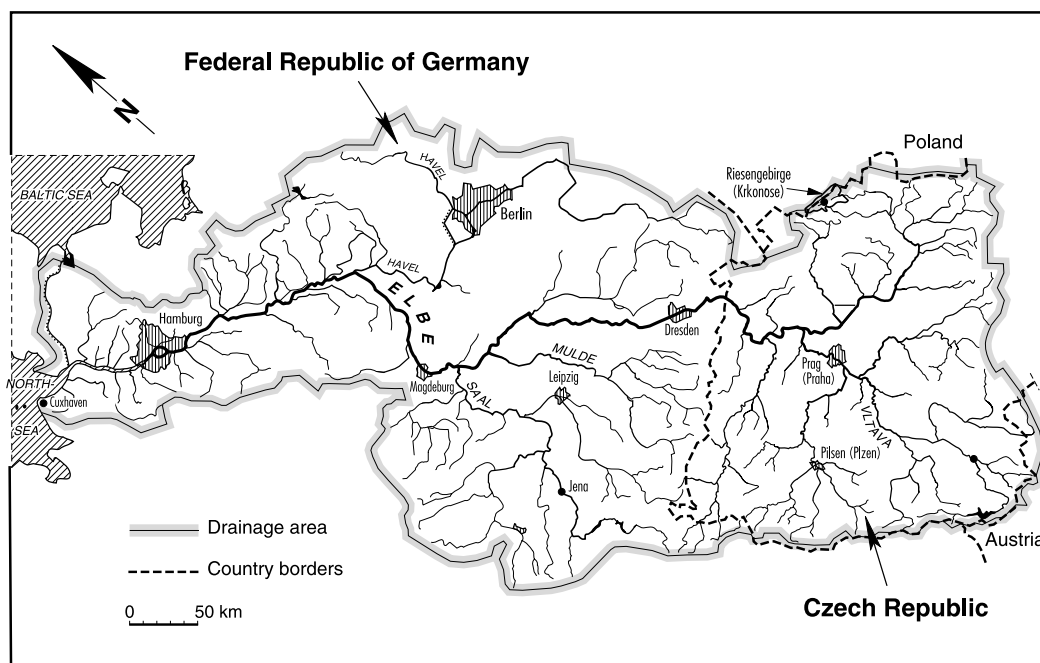 N
Federal Republic of Germany
Poland
Riesengebirge
(Krkonose)
BALTIC SEA
HAVEL
Berlin
HAVEL
ELBE
Hamburg
Dresden
MULDE
Prag
(Praha)
Magdeburg
SAAL
Leipzig
NORTH-
SEA
Cuxhaven
VLTAVA
Pilsen (Plzen)
Jena
Drainage area
Country borders
0 50 km
Austria
Czech Republic